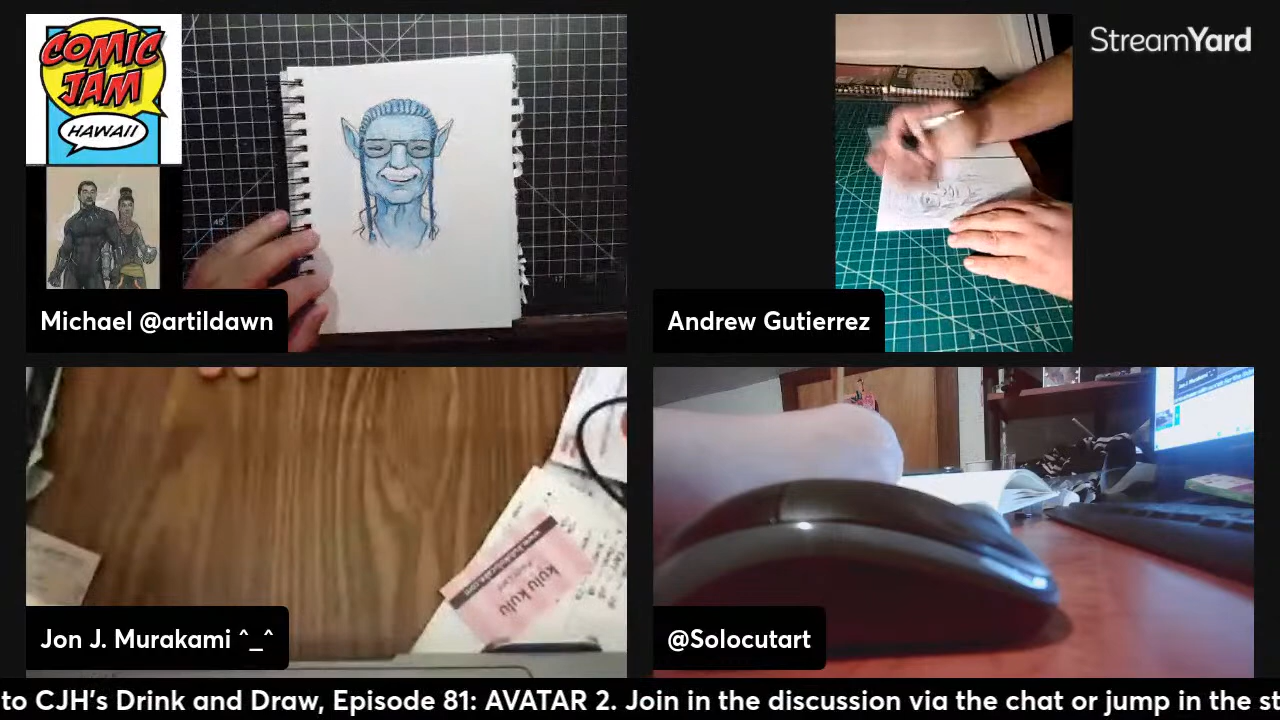 COMIC
JAM
HAWAII
StreamYard
Michael @artildawn
Andrew Gutierrez
kulu kulu
Jon J. Murakami ^_^
@Solocutart
to CJH's Drink and Draw, Episode 81: AVATAR 2. Join in the discussion via the chat or jump in the st